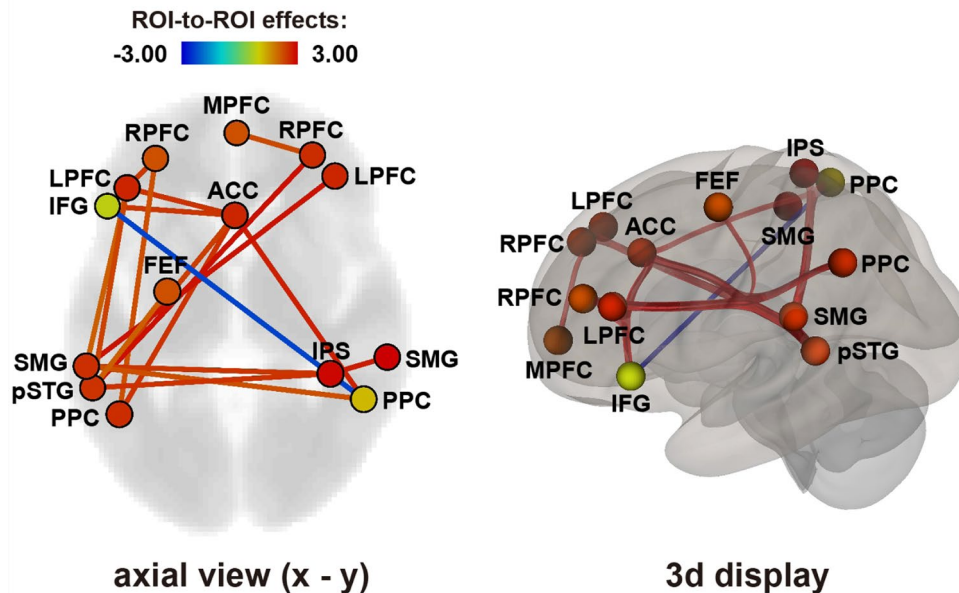 ROI-to-ROI effects:
-3.00 3.00
MPFC
RPFC
RPFC
LPFC
LPFC
IFG
ACC
FEF
SMG
IPS
SMG
pSTG
PPC
PPC
axial view (x - y)
IPS
PPC
FEF
LPFC
SMG
RPFC
ACC
PPC
RPFC
LPFC
SMG
pSTG
MPFC
IFG
3d display